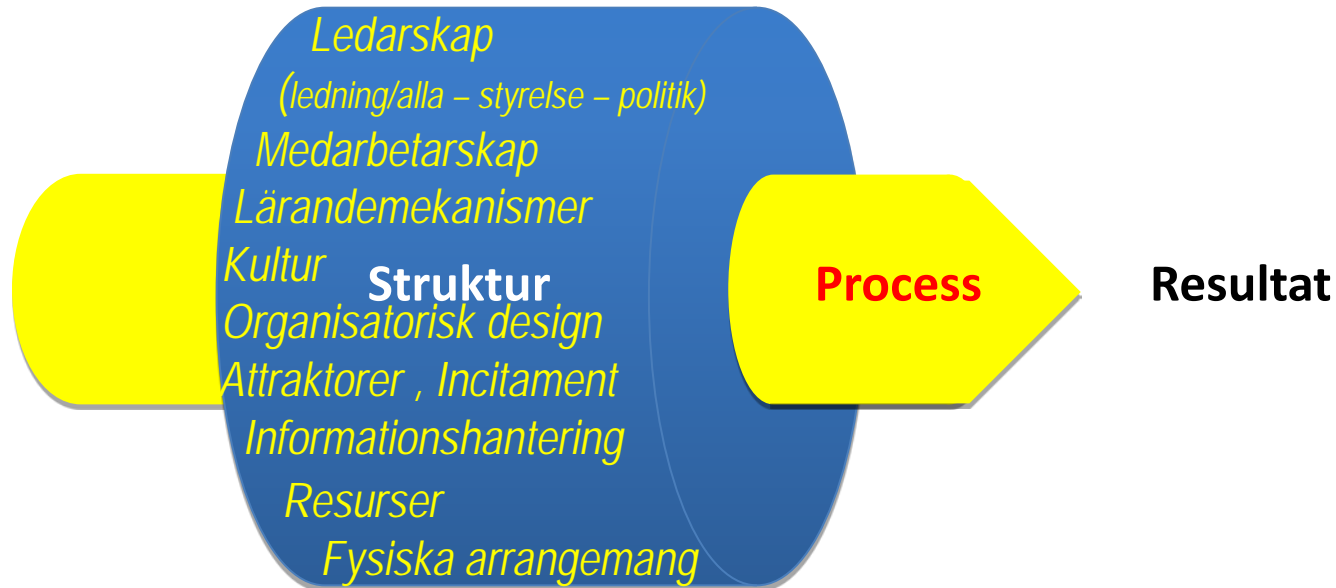 Ledarskap
(ledning/alla – styrelse – politik)
Medarbetarskap
Lärandemekanismer
Kultur
Struktur
Process
Resultat
Organisatorisk design
Attraktorer , Incitament
Informationshantering
Resurser
Fysiska arrangemang